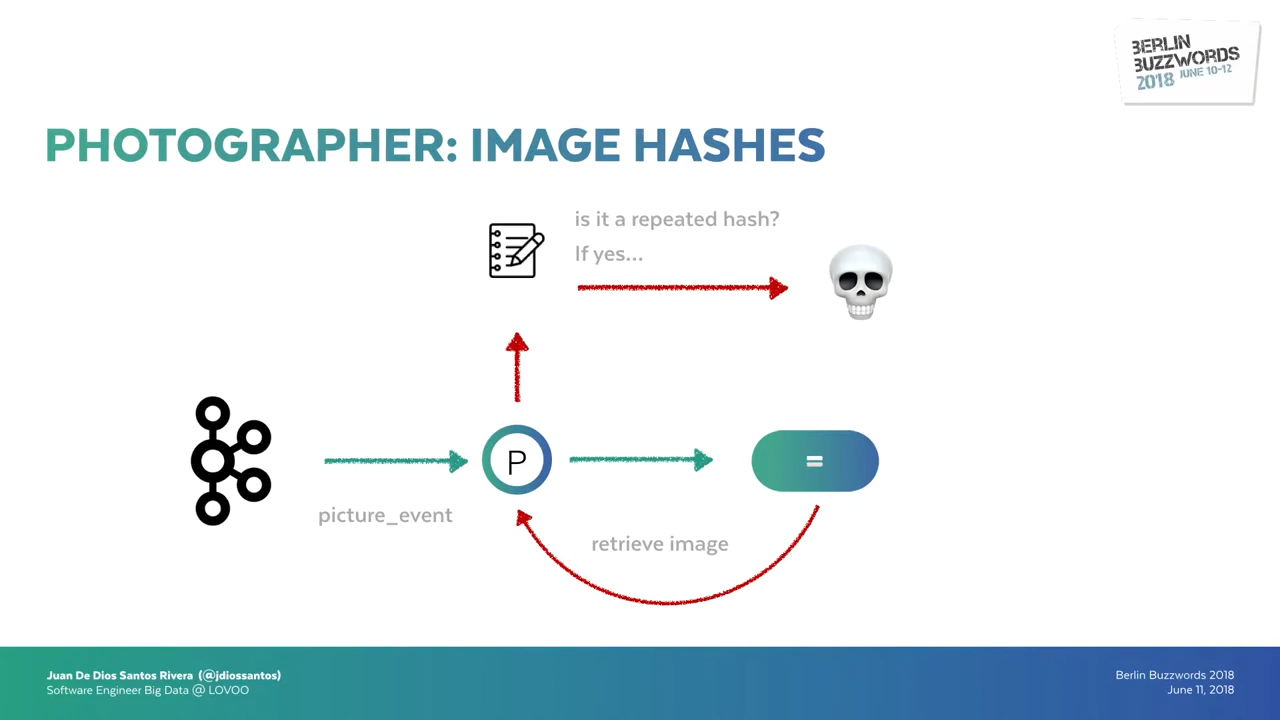 BERLIN
BUZZWORDS
2018 JUNE 10-12
PHOTOGRAPHER: IMAGE HASHES
is it a repeated hash?
If yes...
P
=
picture_event
retrieve image
Juan De Dios Santos Rivera (@jdiossantos)
Software Engineer Big Data @ LOVOO
Berlin Buzzwords 2018
June 11, 2018